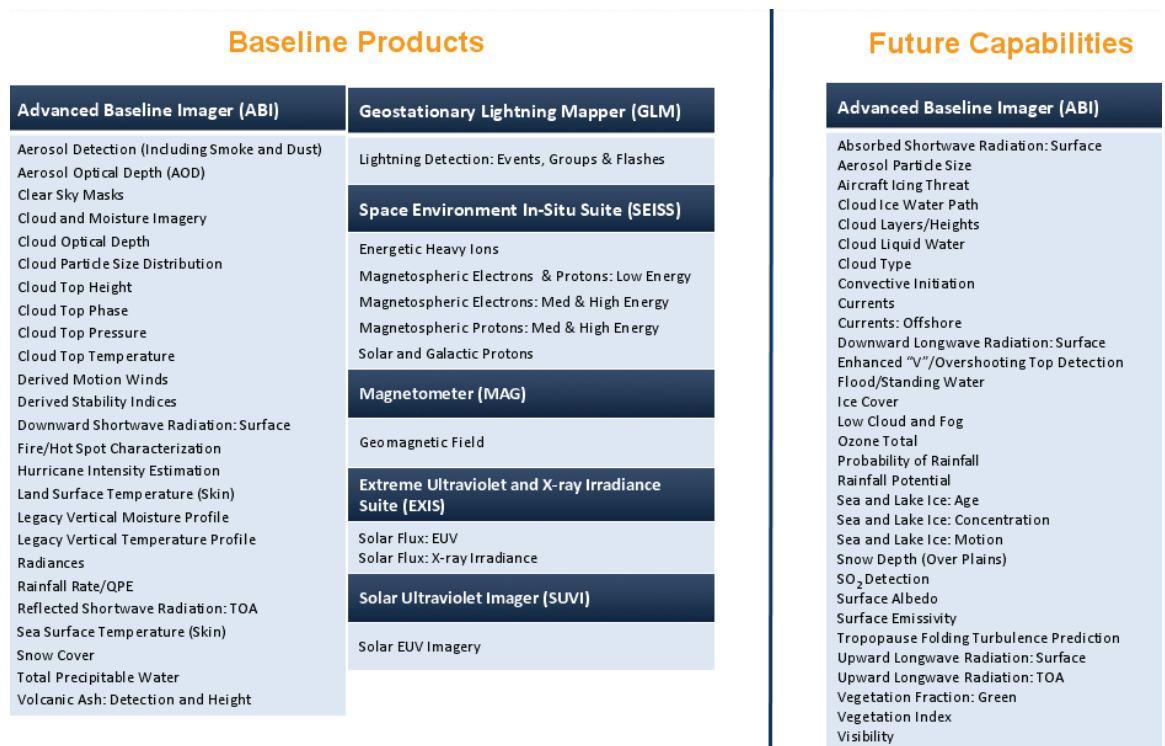 Baseline Products
Advanced Baseline Imager (ABI)
Aerosol Detection (Including Smoke and Dust)
Aerosol Optical Depth (AOD)
Clear Sky Masks
Cloud and Moisture Imagery
Cloud Optical Depth
Cloud Particle Size Distribution
Cloud Top Height
Cloud Top Phase
Cloud Top Pressure
Cloud Top Temperature
Derived Motion Winds
Derived Stability Indices
Downward Shortwave Radiation: Surface
Fire/Hot Spot Characterization
Hurricane Intensity Estimation
Land Surface Temperature (Skin)
Legacy Vertical Moisture Profile
Legacy Vertical Temperature Profile
Radiances
Rainfall Rate/QPE
Reflected Shortwave Radiation: TOA
Sea Surface Temperature (Skin)
Snow Cover
Total Precipitable Water
Volcanic Ash: Detection and Height
Geostationary Lightning Mapper (GLM)
Lightning Detection: Events, Groups & Flashes
Space Environment In-Situ Suite (SEISS)
Energetic Heavy Ions
Magnetospheric Electrons & Protons: Low Energy
Magnetospheric Electrons: Med & High Energy
Magnetospheric Protons: Med & High Energy
Solar and Galactic Protons
Magnetometer (MAG)
Geomagnetic Field
Extreme Ultraviolet and X-ray Irradiance
Suite (EXIS)
Solar Flux: EUV
Solar Flux: X-ray Irradiance
Solar Ultraviolet Imager (SUVI)
Solar EUV Imagery
Future Capabilities
Advanced Baseline Imager (ABI)
Absorbed Shortwave Radiation: Surface
Aerosol Particle Size
Aircraft Icing Threat
Cloud Ice Water Path
Cloud Layers/Heights
Cloud Liquid Water
Cloud Type
Convective Initiation
Currents
Currents: Offshore
Downward Longwave Radiation: Surface
Enhanced “V”/Overshooting Top Detection
Flood/Standing Water
Ice Cover
Low Cloud and Fog
Ozone Total
Probability of Rainfall
Rainfall Potential
Sea and Lake Ice: Age
Sea and Lake Ice: Concentration
Sea and Lake Ice: Motion
Snow Depth (Over Plains)
SO₂ Detection
Surface Albedo
Surface Emissivity
Tropopause Folding Turbulence Prediction
Upward Longwave Radiation: Surface
Upward Longwave Radiation: TOA
Vegetation Fraction: Green
Vegetation Index
Visibility